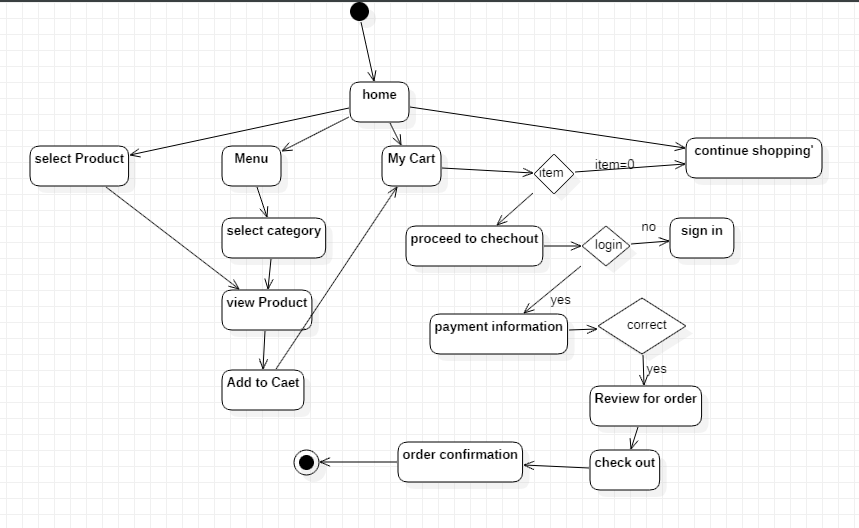 home
select Product
Menu
My Cart
item
item=0
continue shopping'
select category
proceed to chechout
login
no
sign in
view Product
yes
payment information
correct
yes
Add to Caet
Review for order
order confirmation
check out